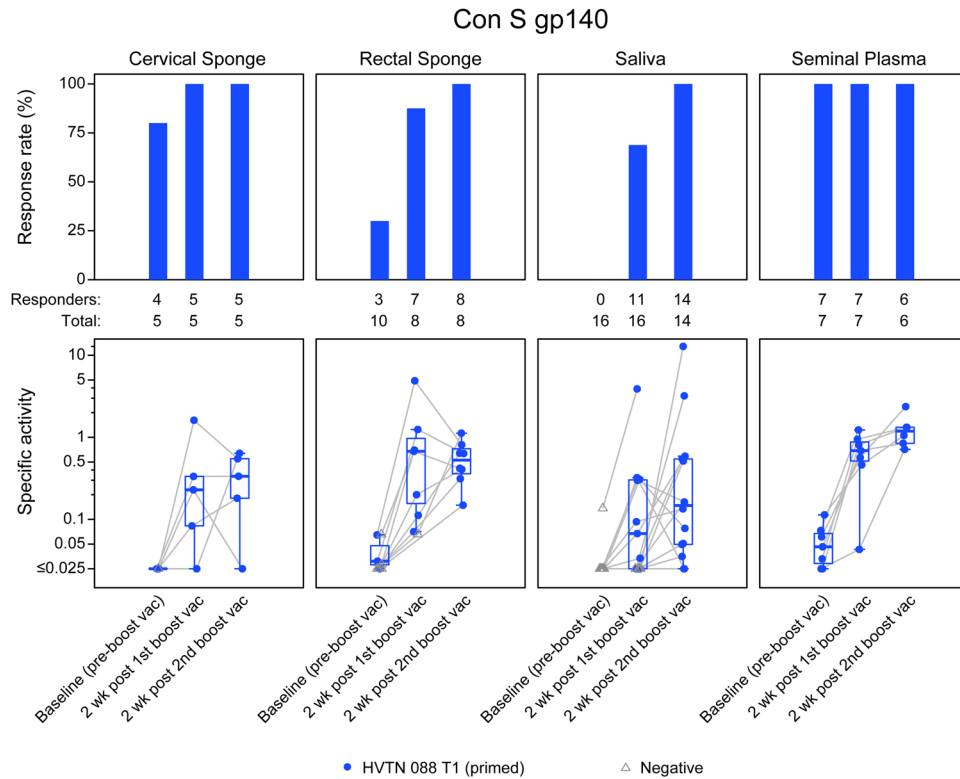 Con S gp140
Cervical Sponge Rectal Sponge Saliva Seminal Plasma
Response rate (%)
100
75
50
25
0
Responders: 4 5 5 3 7 8 0 11 14 7 7 6
Total: 5 5 5 10 8 8 16 16 14 7 7 6
Specific activity
10
5
1
0.5
0.1
0.05
≤0.025
Baseline (pre-boost vac) 2 wk post 1st boost vac 2 wk post 2nd boost vac
Baseline (pre-boost vac) 2 wk post 1st boost vac 2 wk post 2nd boost vac
Baseline (pre-boost vac) 2 wk post 1st boost vac 2 wk post 2nd boost vac
Baseline (pre-boost vac) 2 wk post 1st boost vac 2 wk post 2nd boost vac
HVTN 088 T1 (primed) Negative